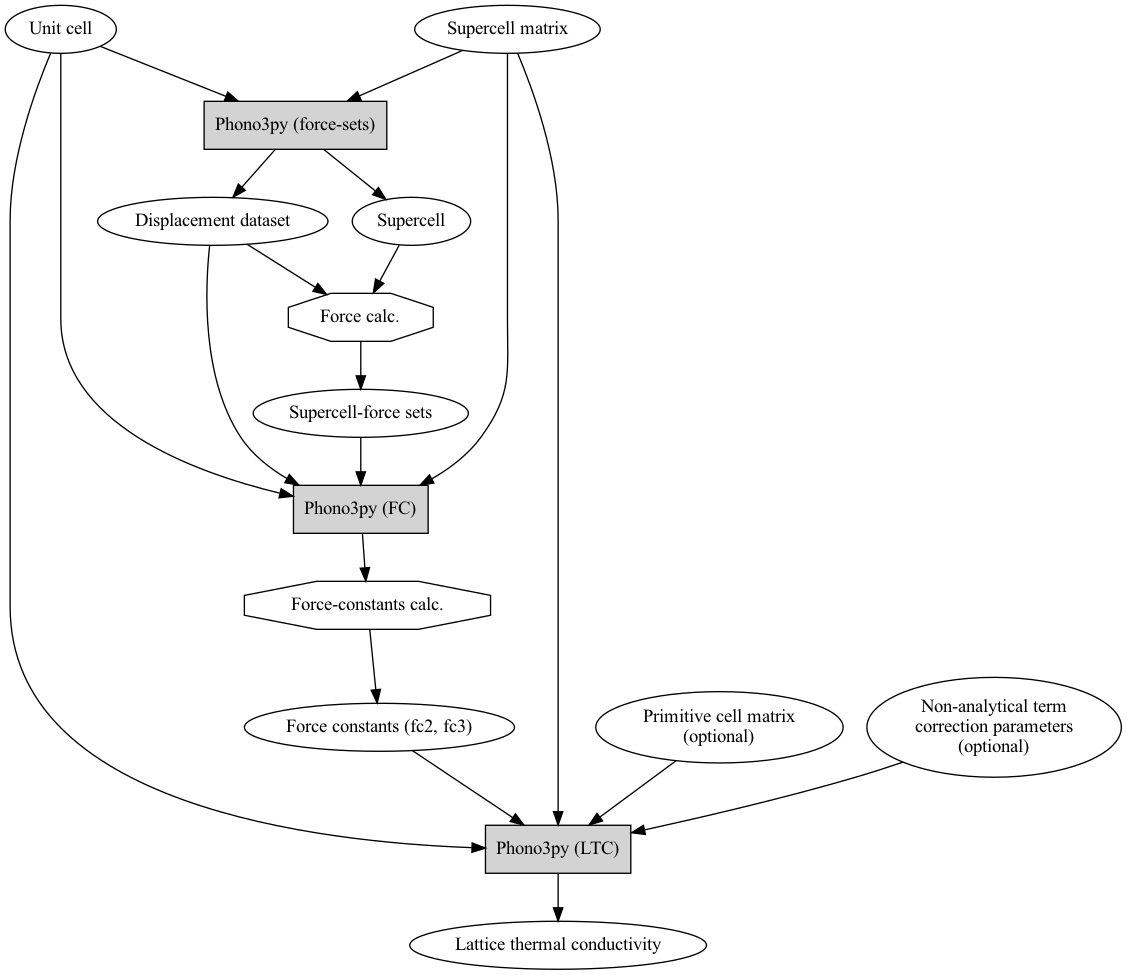 Unit cell
Supercell matrix
Phono3py (force-sets)
Displacement dataset
Supercell
Force calc.
Supercell-force sets
Phono3py (FC)
Force-constants calc.
Force constants (fc2, fc3)
Primitive cell matrix
(optional)
Non-analytical term
correction parameters
(optional)
Phono3py (LTC)
Lattice thermal conductivity